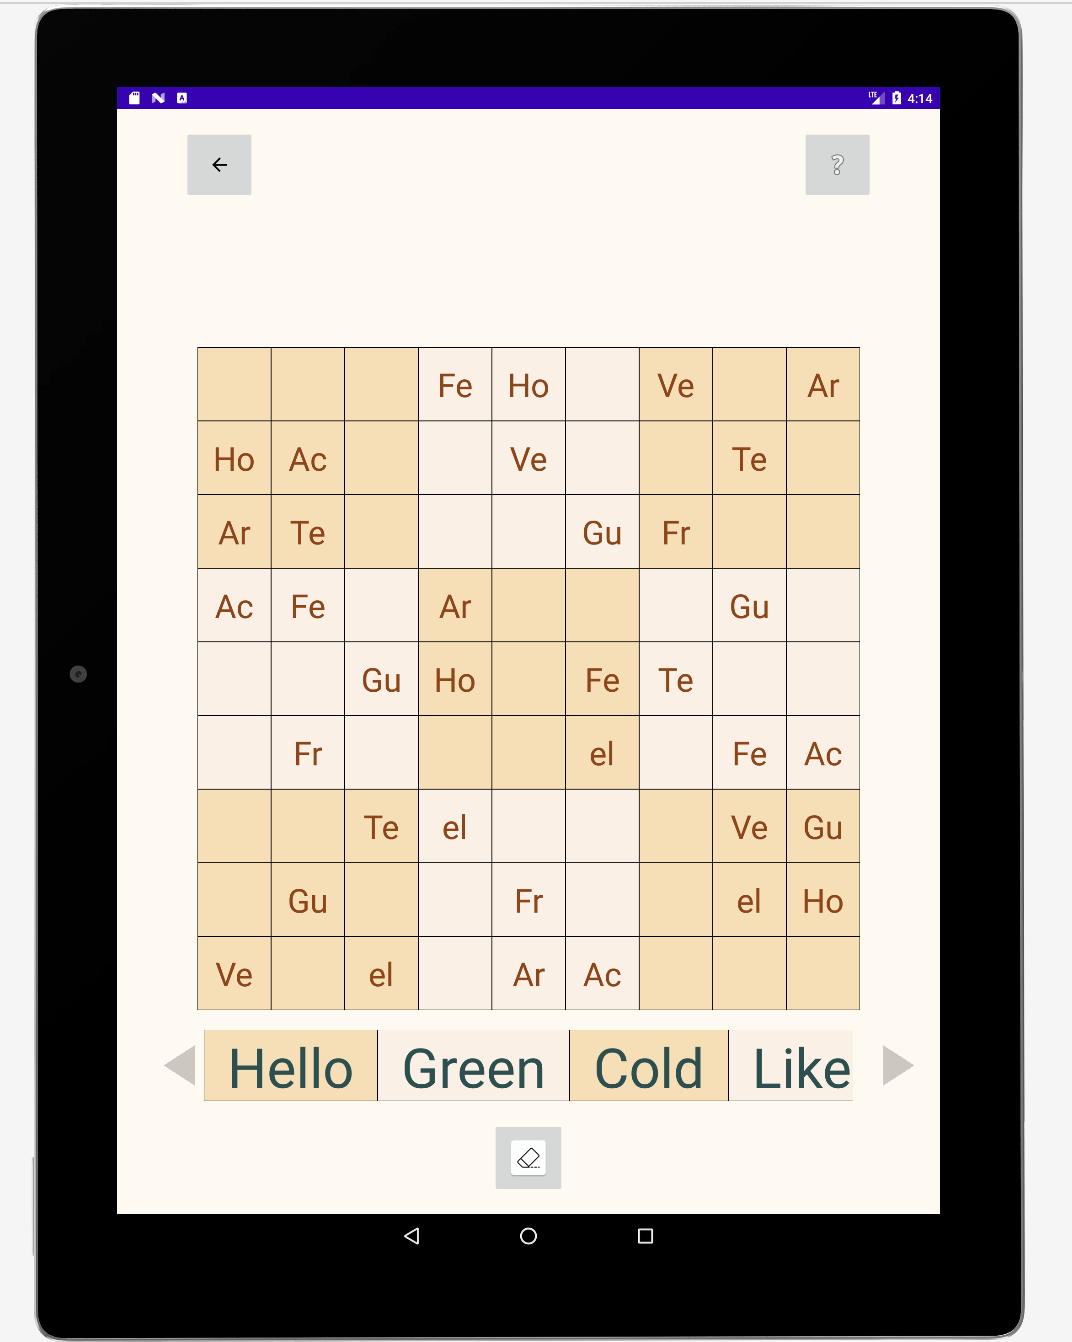 LTE 4:14
?
Fe Ho Ve Ar
Ho Ac Ve Te
Ar Te Gu Fr
Ac Fe Ar Gu
Gu Ho Fe Te
Fr el Fe Ac
Te el Ve Gu
Gu Fr el Ho
Ve el Ar Ac
Hello Green Cold Like